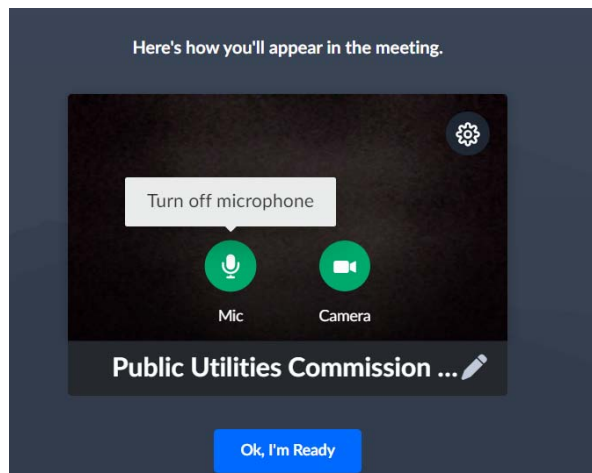 Here's how you'll appear in the meeting.
Turn off microphone
Mic Camera
Public Utilities Commission ...
Ok, I'm Ready